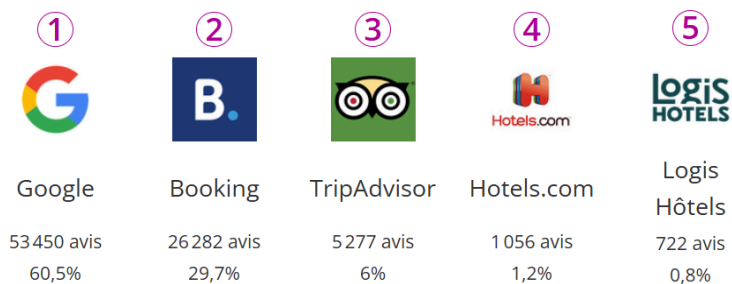 1 2 3 4 5
G B. Hotels.com LOGIS HOTELS
Google Booking TripAdvisor Hotels.com Logis Hôtels
53 450 avis 26 282 avis 5 277 avis 1 056 avis 722 avis
60,5% 29,7% 6% 1,2% 0,8%